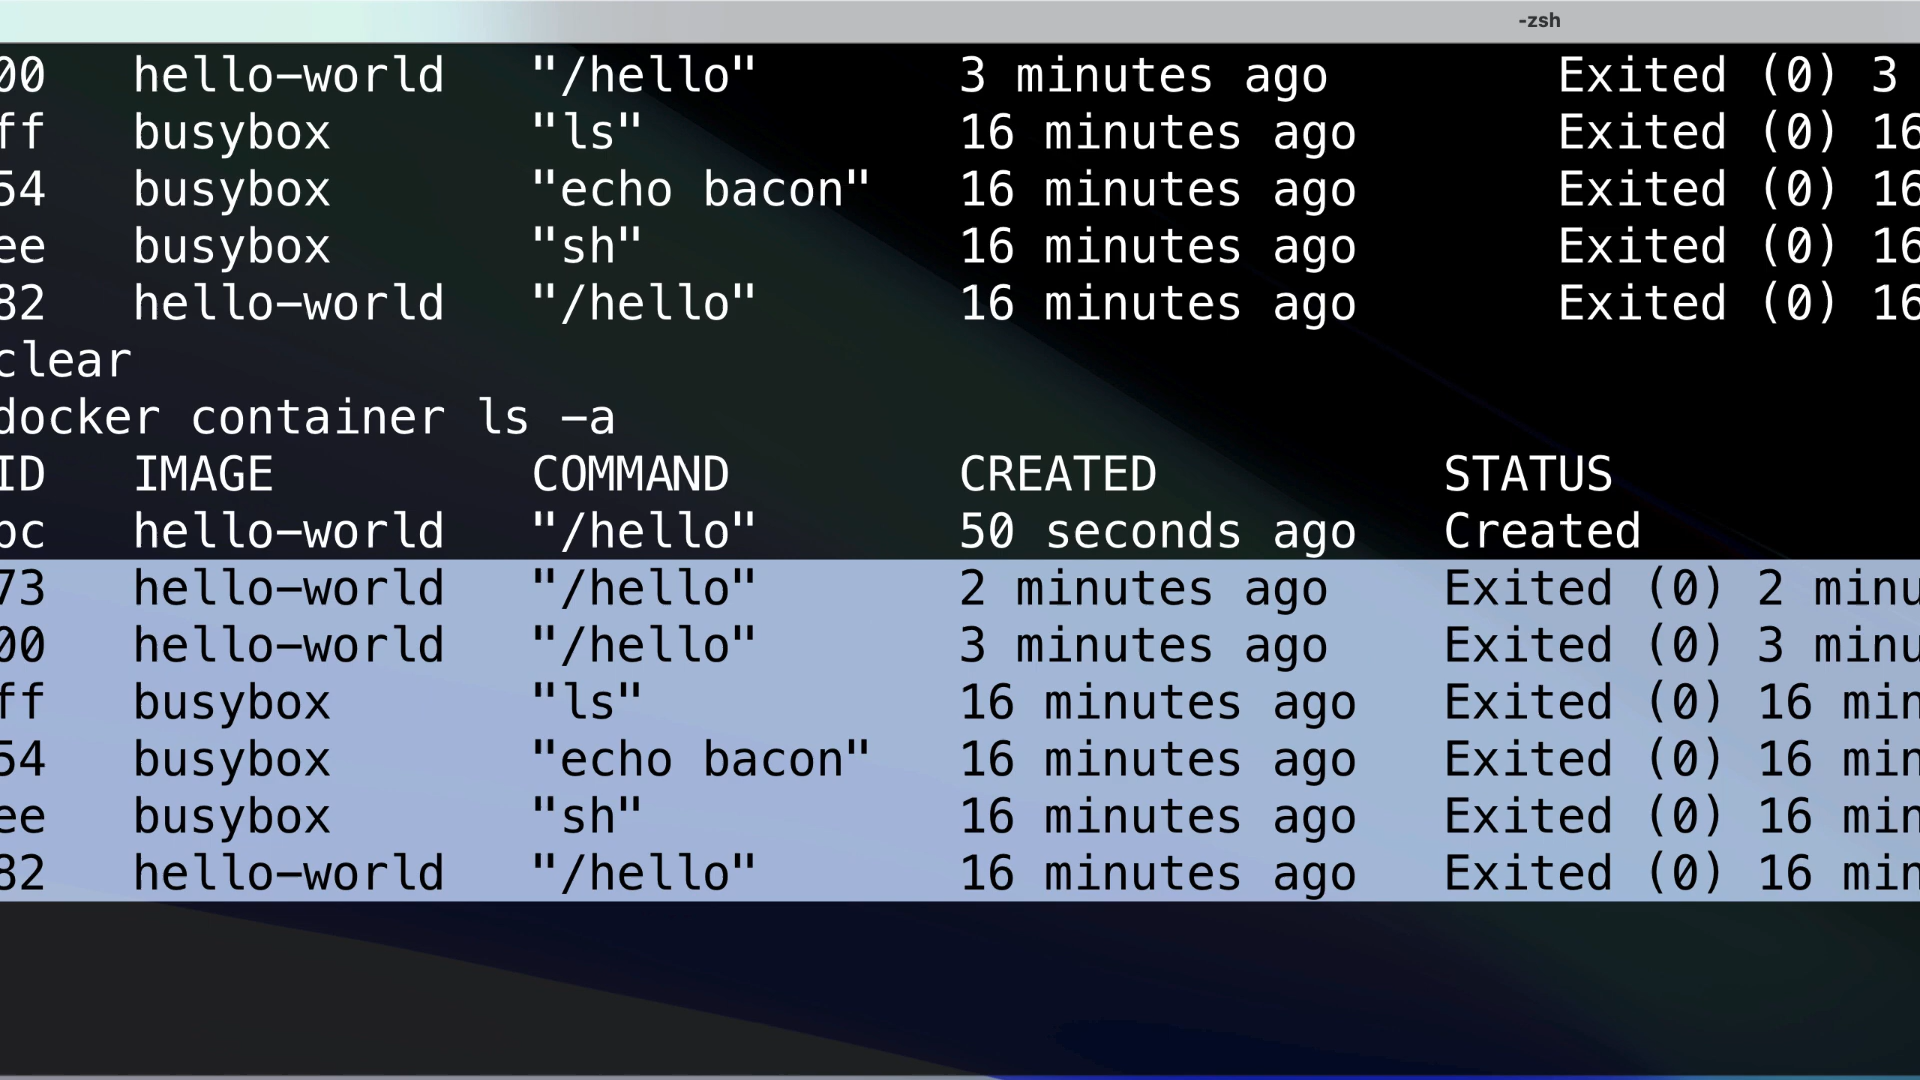 -zsh
00 hello-world "/hello" 3 minutes ago Exited (0) 3
ff busybox "ls" 16 minutes ago Exited (0) 16
54 busybox "echo bacon" 16 minutes ago Exited (0) 16
ee busybox "sh" 16 minutes ago Exited (0) 16
82 hello-world "/hello" 16 minutes ago Exited (0) 16
clear
docker container ls -a
ID IMAGE COMMAND CREATED STATUS
bc hello-world "/hello" 50 seconds ago Created
73 hello-world "/hello" 2 minutes ago Exited (0) 2 minu
00 hello-world "/hello" 3 minutes ago Exited (0) 3 minu
ff busybox "ls" 16 minutes ago Exited (0) 16 min
54 busybox "echo bacon" 16 minutes ago Exited (0) 16 min
ee busybox "sh" 16 minutes ago Exited (0) 16 min
82 hello-world "/hello" 16 minutes ago Exited (0) 16 min